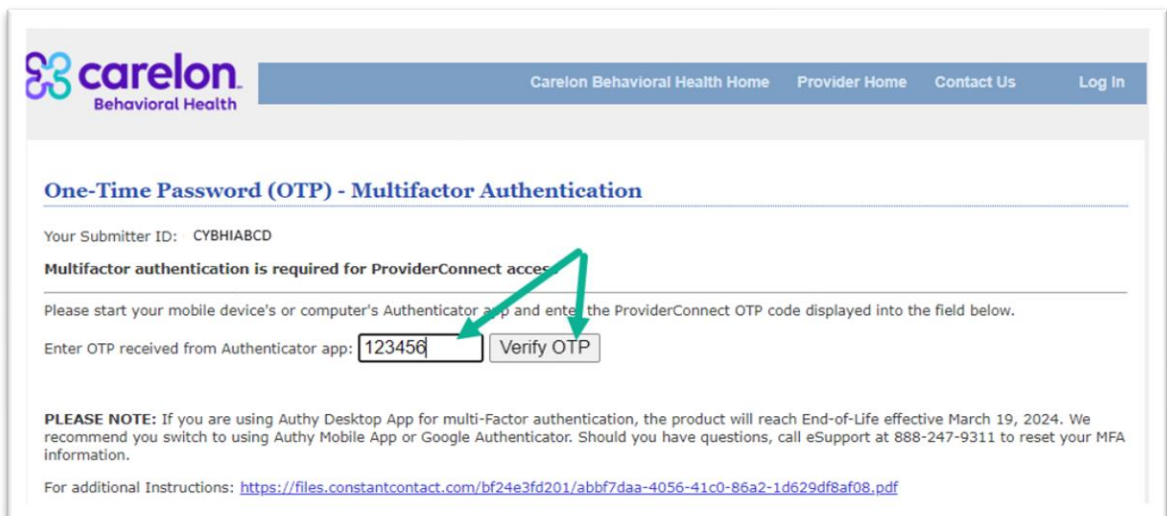 carelon
Behavioral Health
Carelon Behavioral Health Home Provider Home Contact Us Log In
One-Time Password (OTP) - Multifactor Authentication
Your Submitter ID: CYBHIABCD
Multifactor authentication is required for ProviderConnect access
Please start your mobile device's or computer's Authenticator app and enter the ProviderConnect OTP code displayed into the field below.
Enter OTP received from Authenticator app: 123456 Verify OTP
PLEASE NOTE: If you are using Authy Desktop App for multi-Factor authentication, the product will reach End-of-Life effective March 19, 2024. We
recommend you switch to using Authy Mobile App or Google Authenticator. Should you have questions, call eSupport at 888-247-9311 to reset your MFA
information.
For additional Instructions: https://files.constantcontact.com/bf24e3fd201/abbf7daa-4056-41c0-86a2-1d629df8af08.pdf